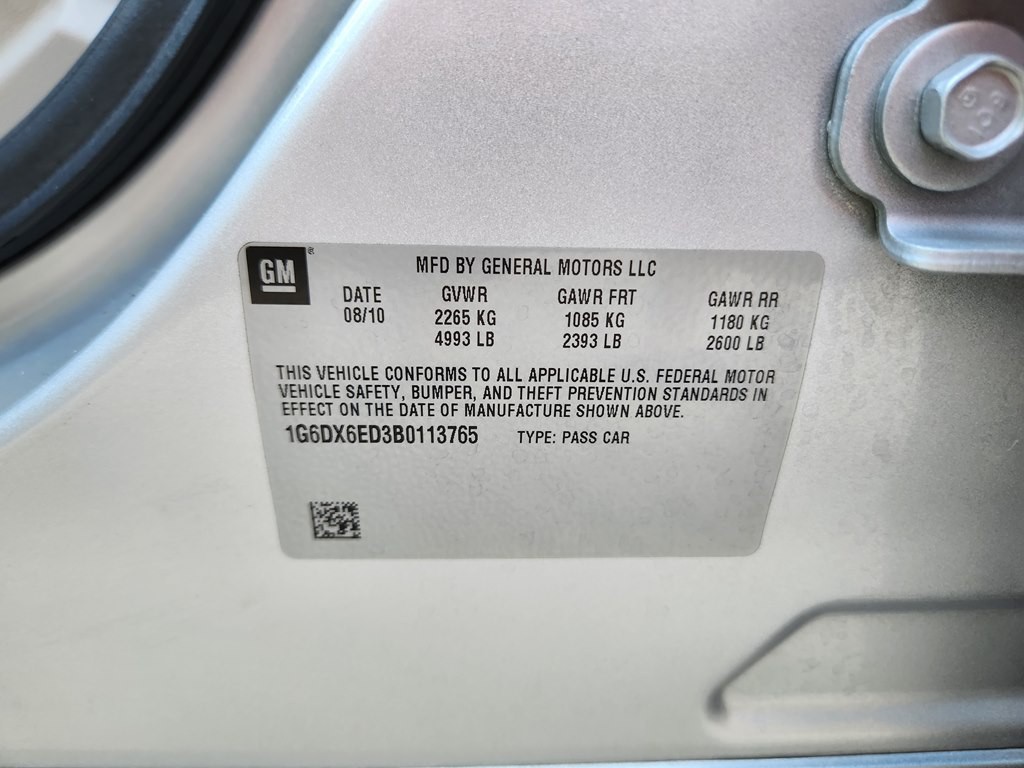 GM ®
MFD BY GENERAL MOTORS LLC
DATE GVWR GAWR FRT GAWR RR
08/10 2265 KG 1085 KG 1180 KG
4993 LB 2393 LB 2600 LB
THIS VEHICLE CONFORMS TO ALL APPLICABLE U.S. FEDERAL MOTOR
VEHICLE SAFETY, BUMPER, AND THEFT PREVENTION STANDARDS IN
EFFECT ON THE DATE OF MANUFACTURE SHOWN ABOVE.
1G6DX6ED3B0113765 TYPE: PASS CAR